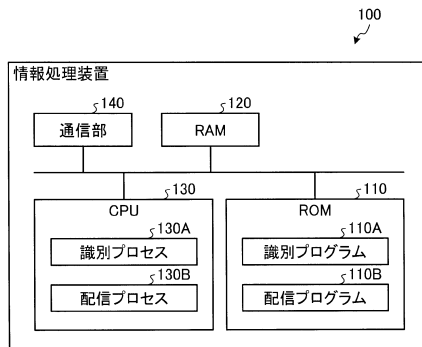 100
情報処理装置
140
120
通信部
RAM
130
110
CPU
ROM
130A
110A
識別プロセス
識別プログラム
130B
110B
配信プロセス
配信プログラム